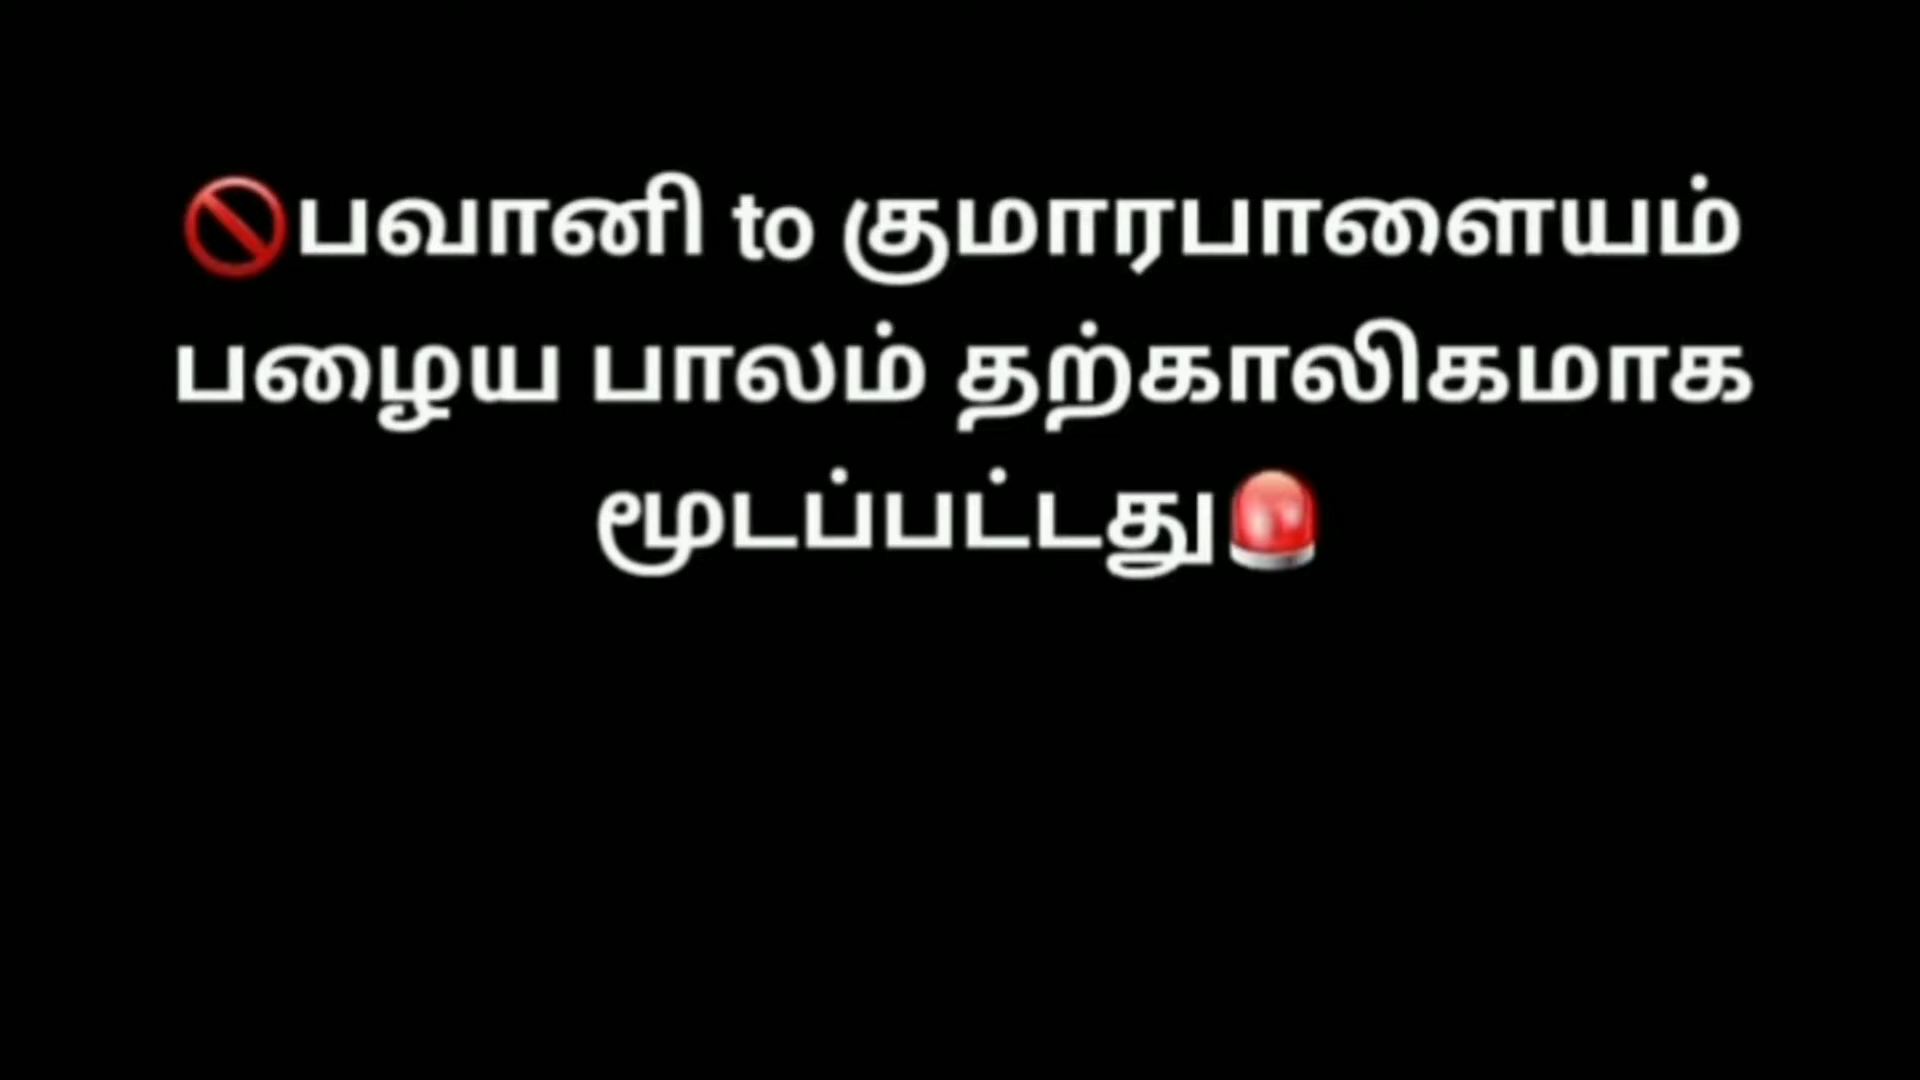 🚫பவானி to குமாரபாளையம்
பழைய பாலம் தற்காலிகமாக
மூடப்பட்டது🚨